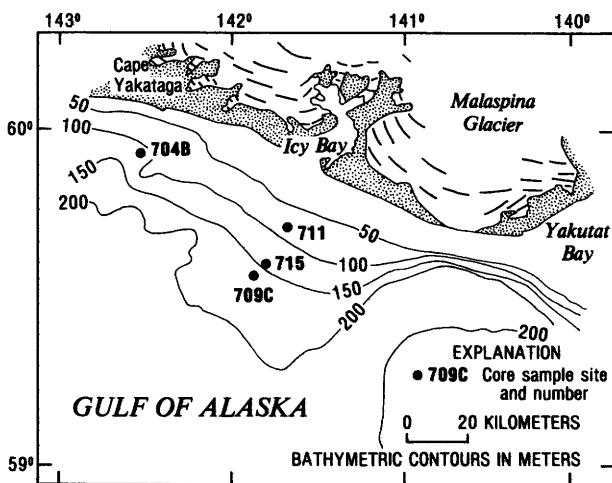 143° 142° 141° 140°
Cape
Yakataga
Malaspina
Glacier
60°
Icy Bay
50
100
704B
150
200
Yakutat
Bay
711
50
715
100
709C
150
200
200
EXPLANATION
709C Core sample site
and number
GULF OF ALASKA
0 20 KILOMETERS
BATHYMETRIC CONTOURS IN METERS
59°